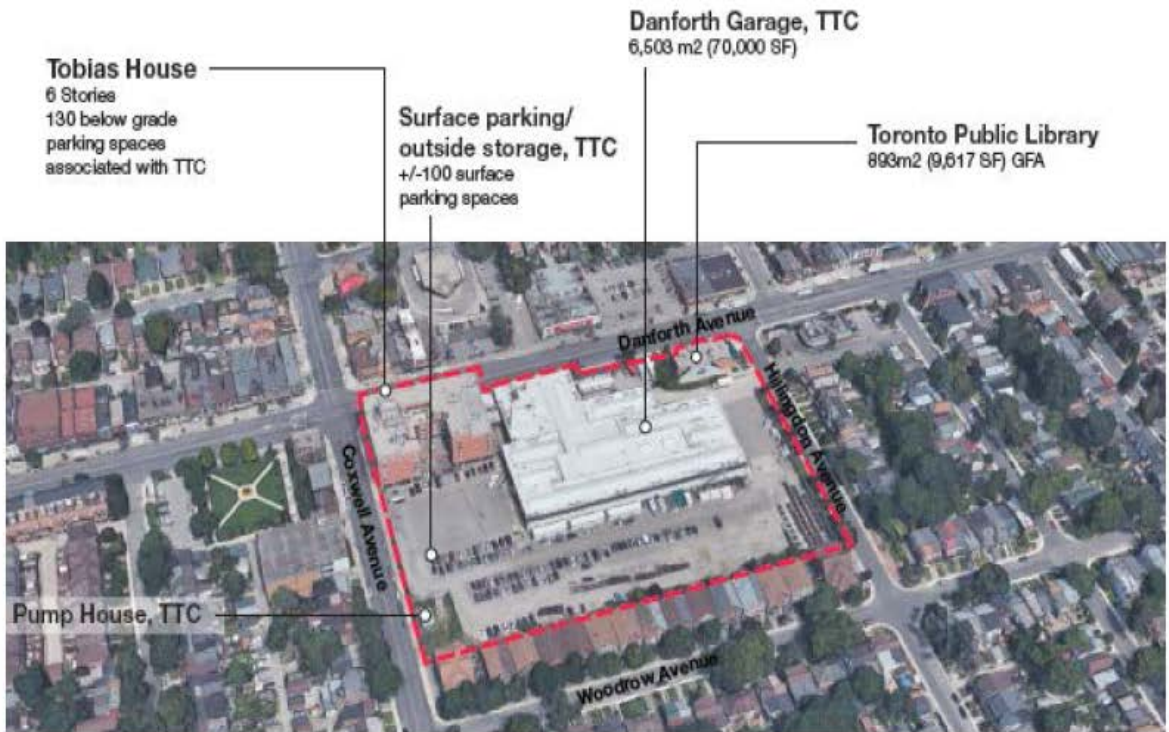 Danforth Garage, TTC
6,503 m2 (70,000 SF)
Tobias House
6 Stories
130 below grade
parking spaces
associated with TTC
Surface parking/
outside storage, TTC
+/-100 surface
parking spaces
Toronto Public Library
893m2 (9,617 SF) GFA
Danforth Avenue
Hillingdon Avenue
Coxwell Avenue
Pump House, TTC
Woodrow Avenue